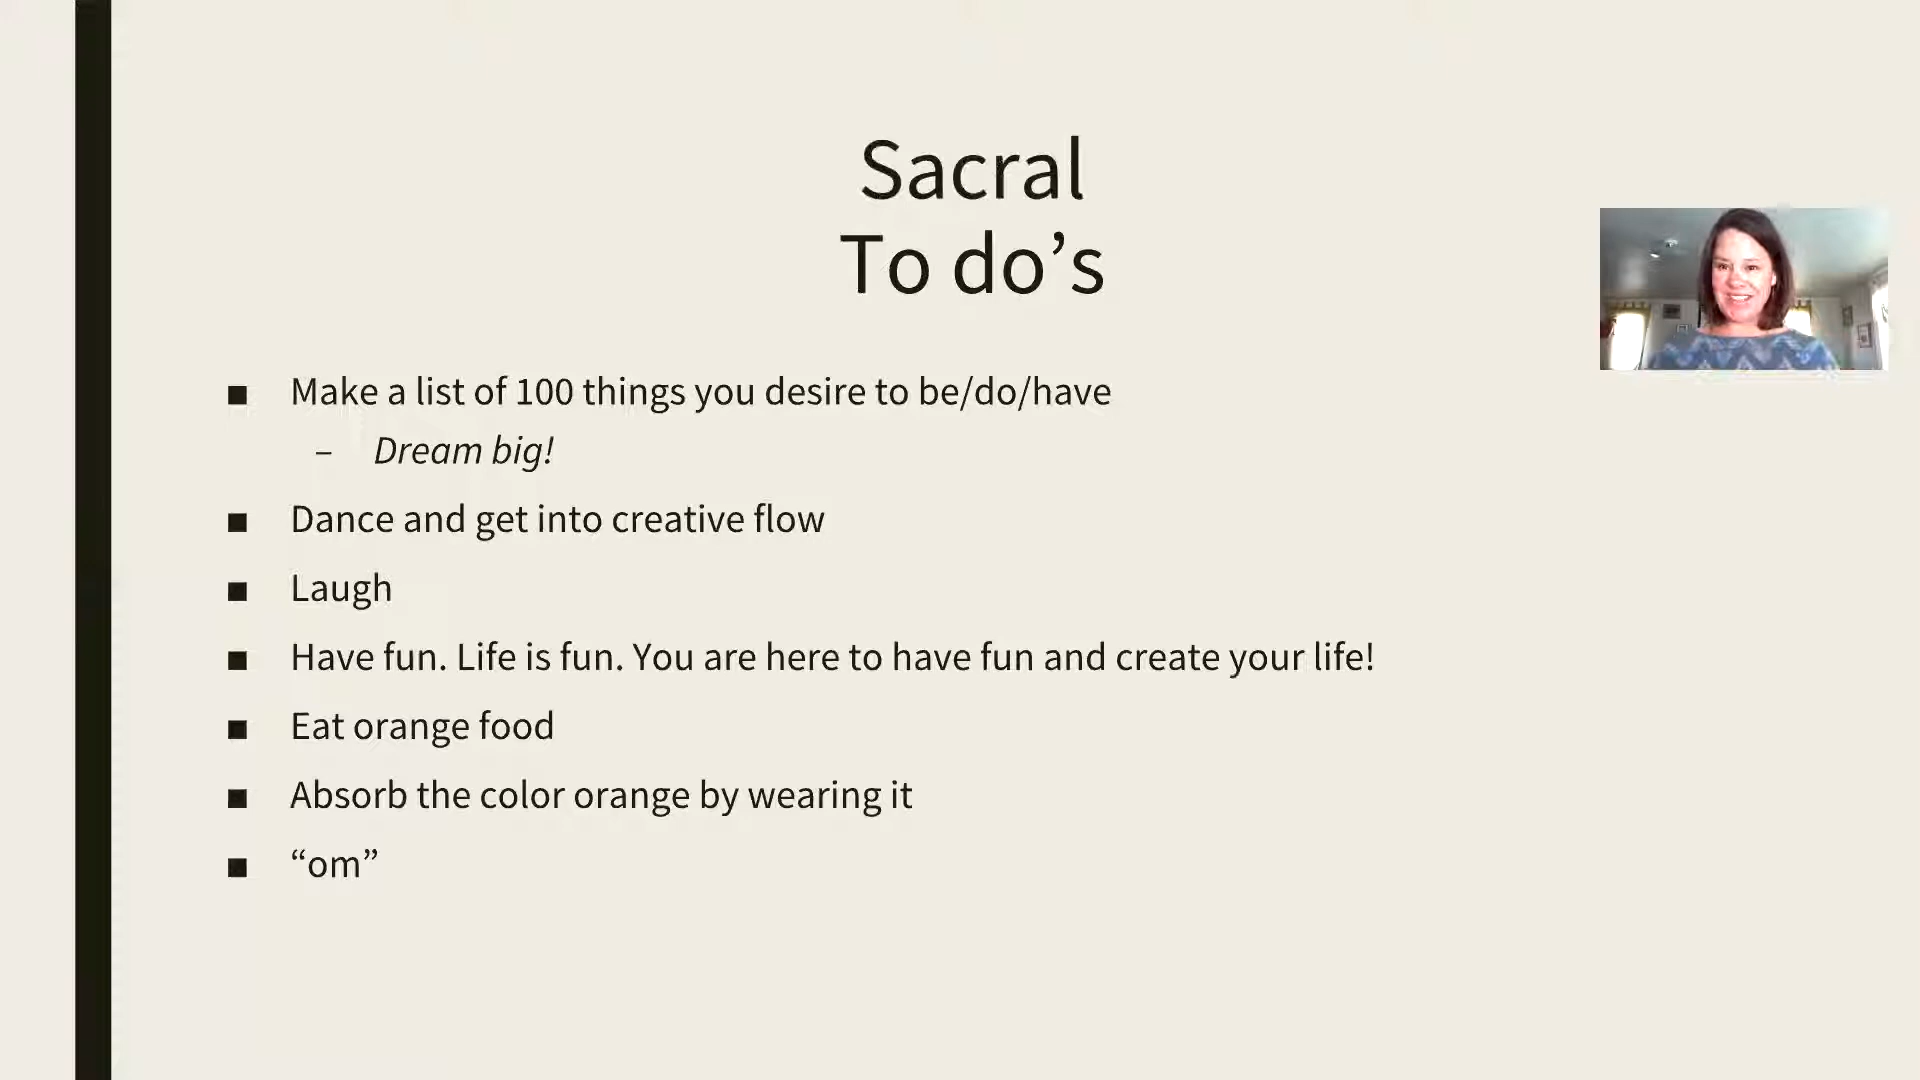 Sacral
To do’s
■ Make a list of 100 things you desire to be/do/have
– Dream big!
■ Dance and get into creative flow
■ Laugh
■ Have fun. Life is fun. You are here to have fun and create your life!
■ Eat orange food
■ Absorb the color orange by wearing it
■ “om”